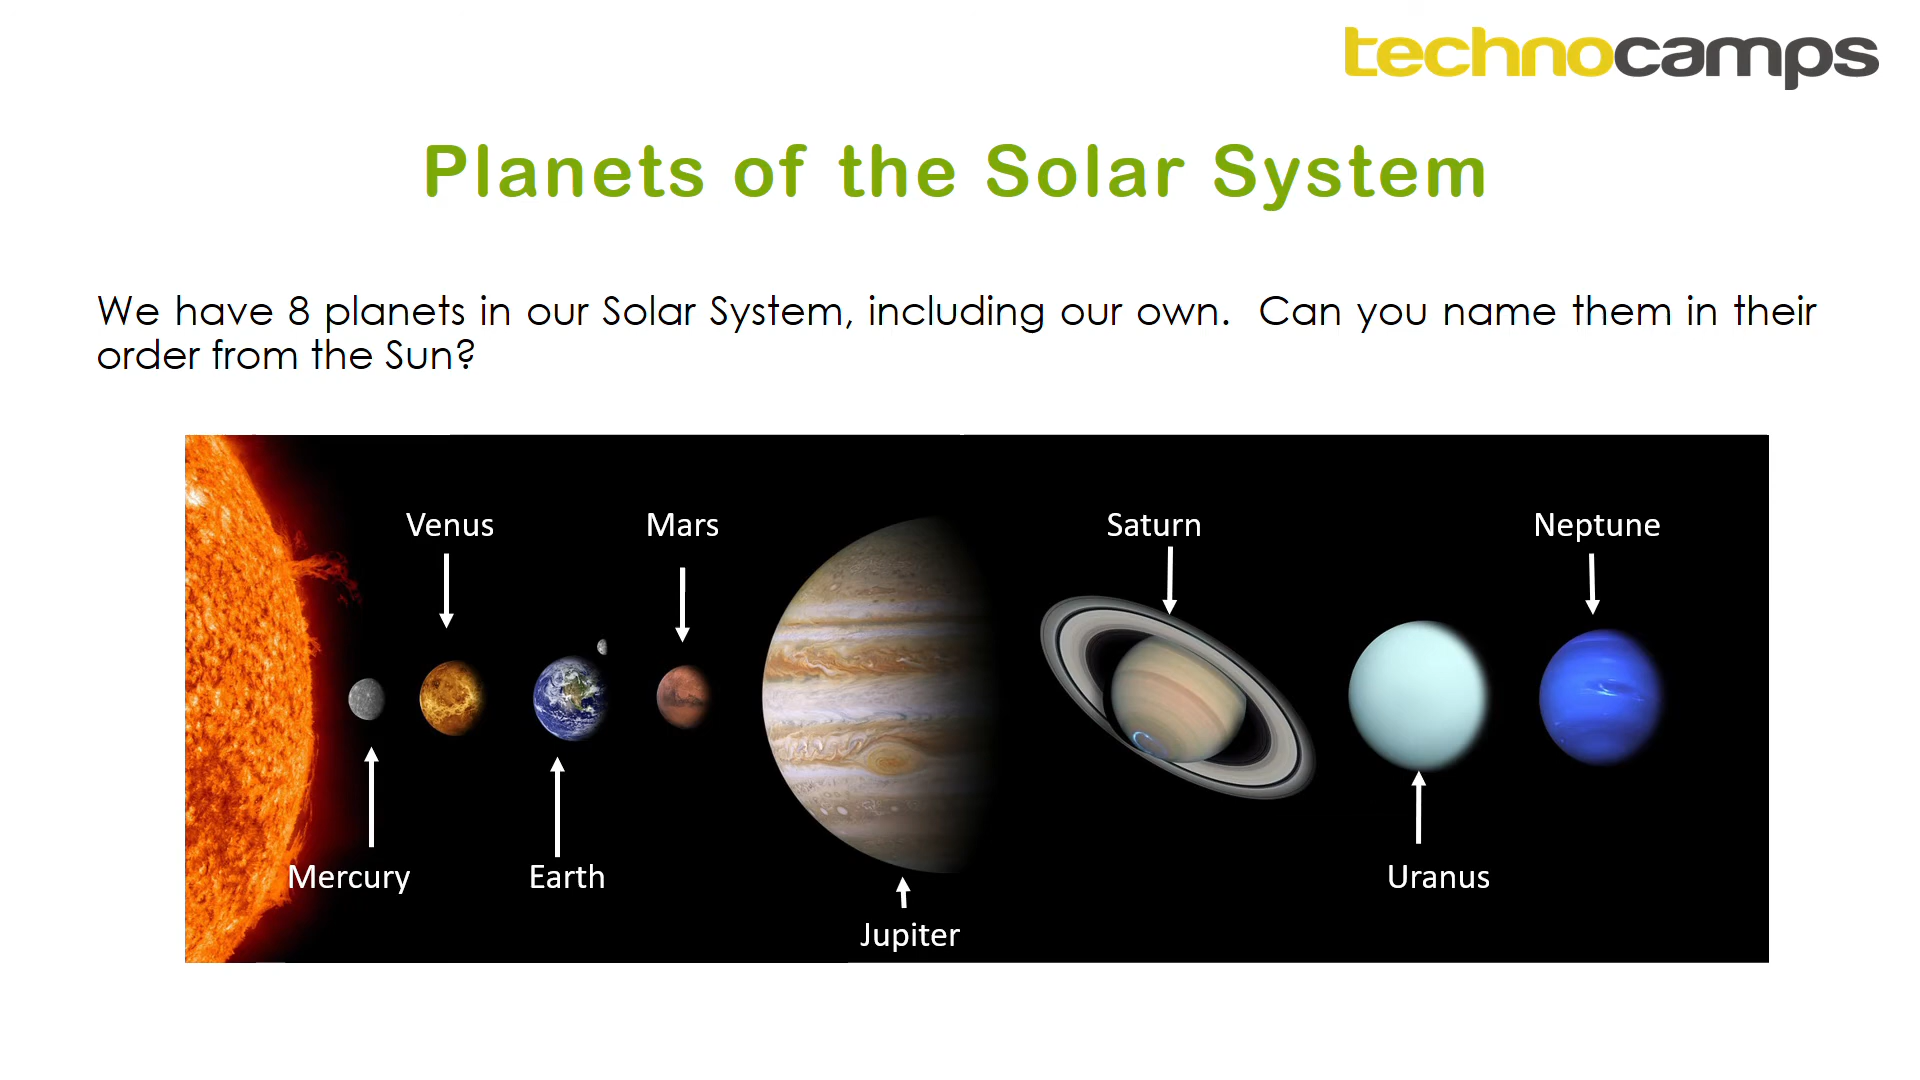 technocamps
Planets of the Solar System
We have 8 planets in our Solar System, including our own. Can you name them in their
order from the Sun?
Venus
Mars
Saturn
Neptune
Mercury
Earth
Uranus
Jupiter